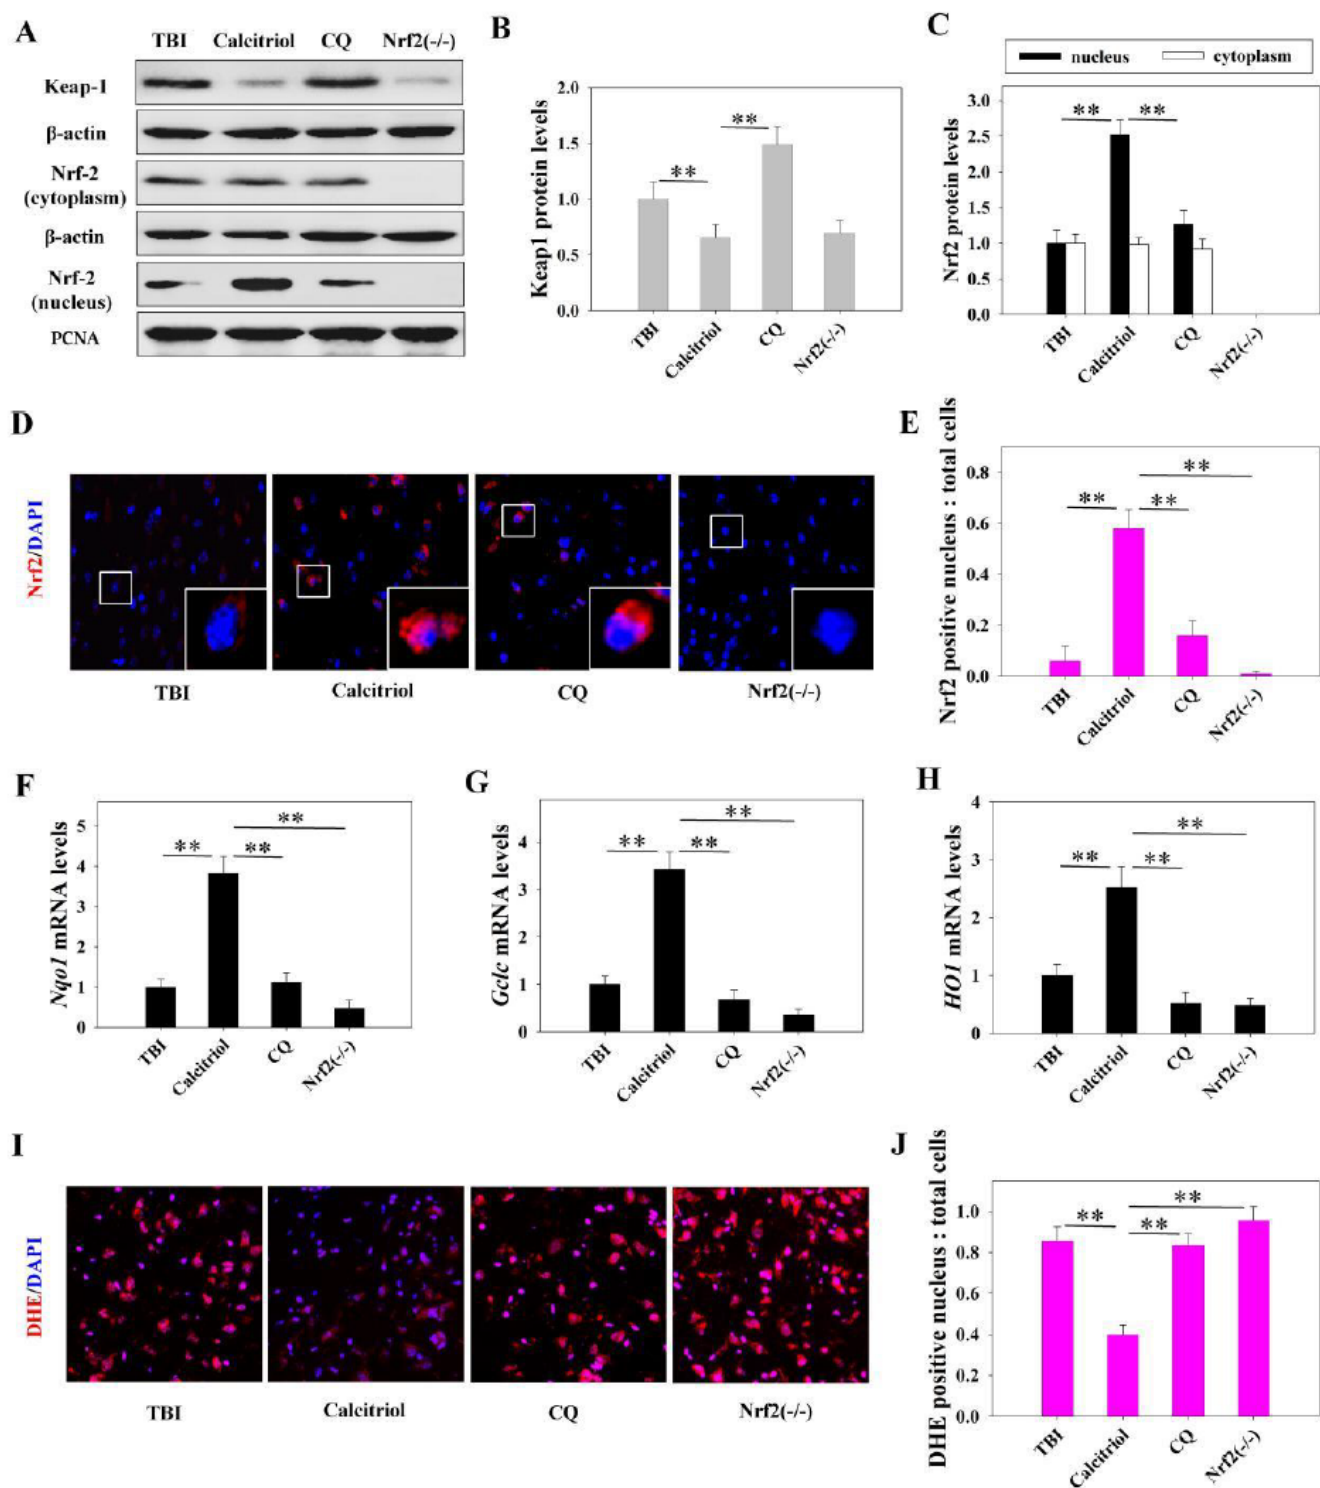 A
TBI Calcitriol CQ Nrf2(-/-)
Keap-1
β-actin
Nrf-2
(cytoplasm)
β-actin
Nrf-2
(nucleus)
PCNA
B
Keap1 protein levels
2.0
1.5
1.0
0.5
0.0
** **
TBI Calcitriol CQ Nrf2(-/-)
C
nucleus cytoplasm
Nrf2 protein levels
3.0
2.5
2.0
1.5
1.0
0.5
0.0
** **
TBI Calcitriol CQ Nrf2(-/-)
D
Nrf2/DAPI
TBI Calcitriol CQ Nrf2(-/-)
E
Nrf2 positive nucleus : total cells
0.8
0.6
0.4
0.2
0.0
** ** **
TBI Calcitriol CQ Nrf2(-/-)
F
Nqo1 mRNA levels
5
4
3
2
1
0
** ** **
TBI Calcitriol CQ Nrf2(-/-)
G
Gclc mRNA levels
4
3
2
1
0
** ** **
TBI Calcitriol CQ Nrf2(-/-)
H
HO1 mRNA levels
4
3
2
1
0
** ** **
TBI Calcitriol CQ Nrf2(-/-)
I
DHE/DAPI
TBI Calcitriol CQ Nrf2(-/-)
J
DHE positive nucleus : total cells
1.0
0.8
0.6
0.4
0.2
0.0
** ** **
TBI Calcitriol CQ Nrf2(-/-)